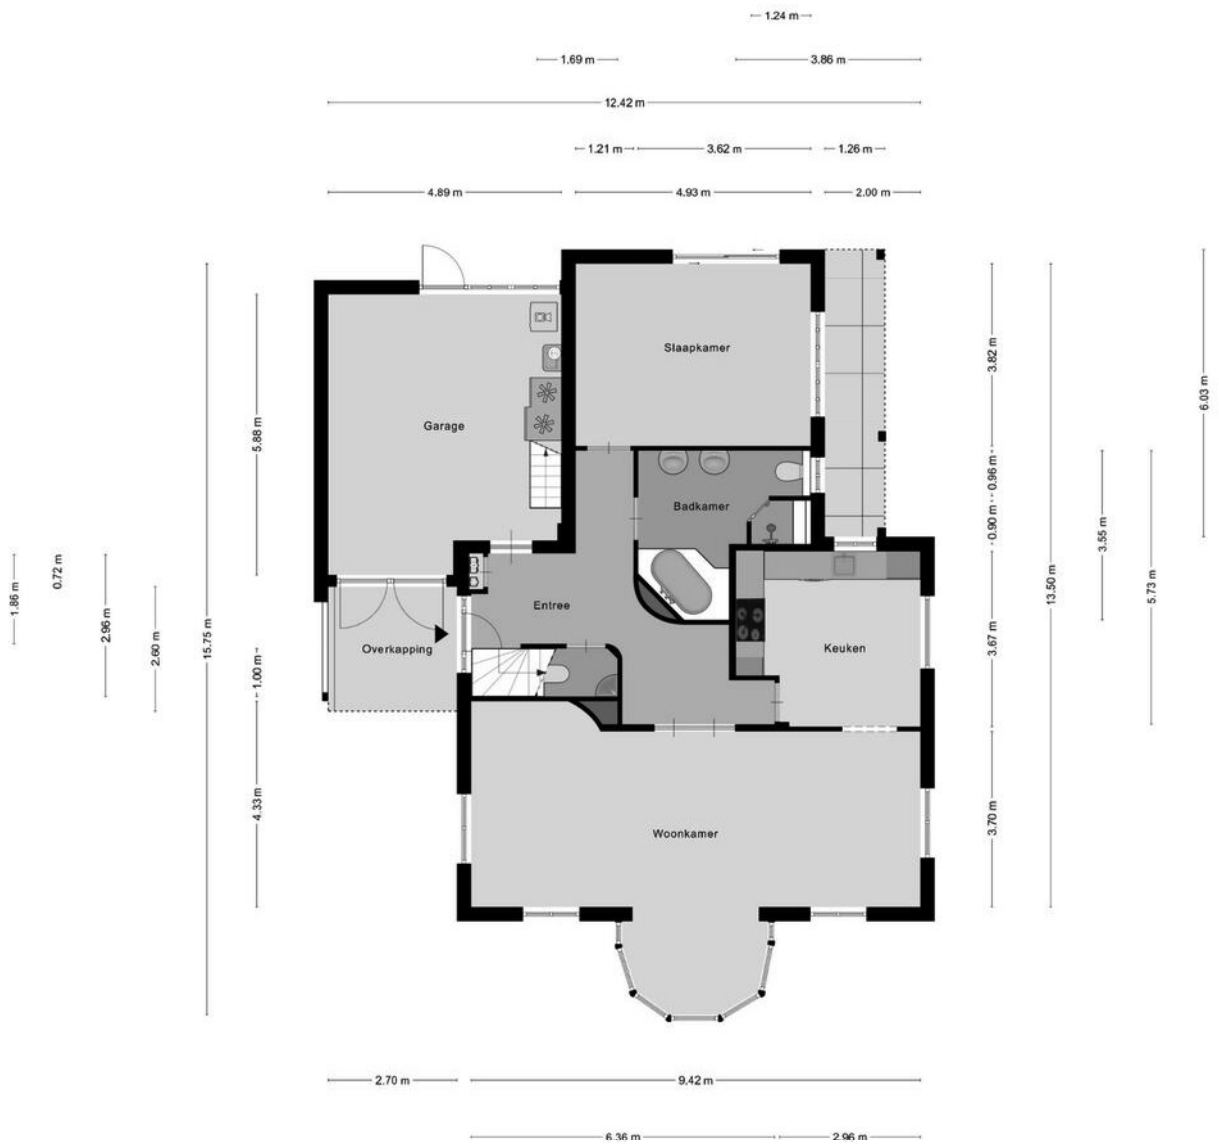 1.24 m
1.69 m
3.86 m
12.42 m
1.21 m
3.62 m
1.26 m
4.89 m
4.93 m
2.00 m
Slaapkamer
Garage
Badkamer
Entree
Overkapping
Keuken
Woonkamer
1.86 m
0.72 m
2.96 m
2.60 m
15.75 m
5.88 m
1.00 m
4.33 m
3.82 m
0.96 m
0.90 m
3.67 m
3.70 m
13.50 m
3.55 m
5.73 m
6.03 m
2.70 m
9.42 m
6.36 m
2.96 m